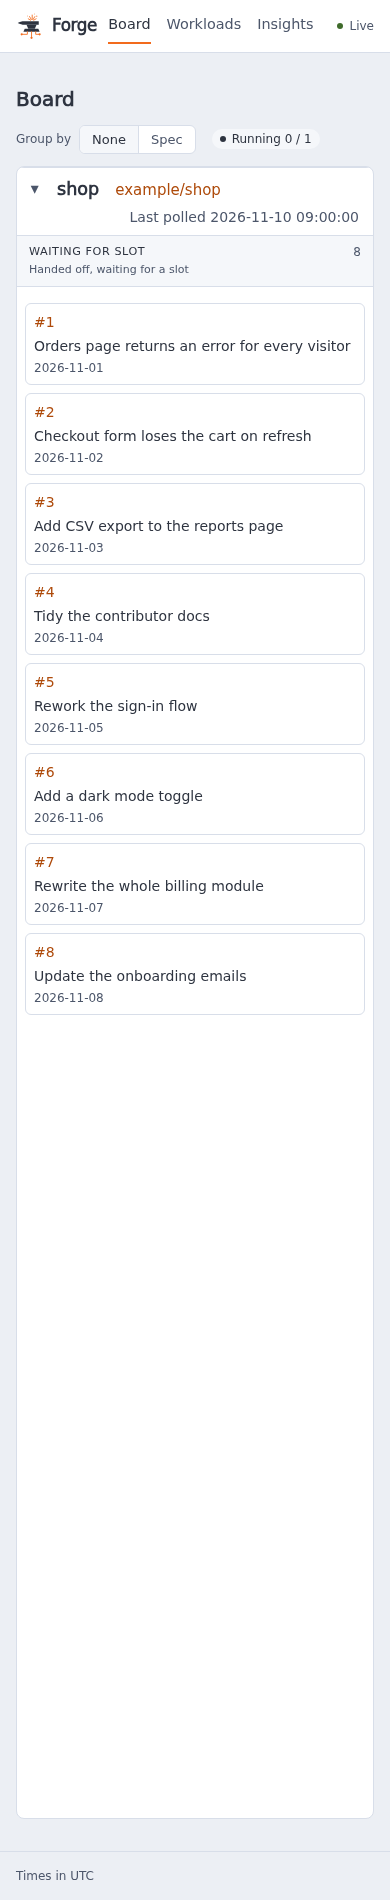 Forge Board Workloads Insights Live
Board
Group by None Spec Running 0 / 1
▼ shop example/shop
Last polled 2026-11-10 09:00:00
WAITING FOR SLOT 8
Handed off, waiting for a slot
#1
Orders page returns an error for every visitor
2026-11-01
#2
Checkout form loses the cart on refresh
2026-11-02
#3
Add CSV export to the reports page
2026-11-03
#4
Tidy the contributor docs
2026-11-04
#5
Rework the sign-in flow
2026-11-05
#6
Add a dark mode toggle
2026-11-06
#7
Rewrite the whole billing module
2026-11-07
#8
Update the onboarding emails
2026-11-08
Times in UTC